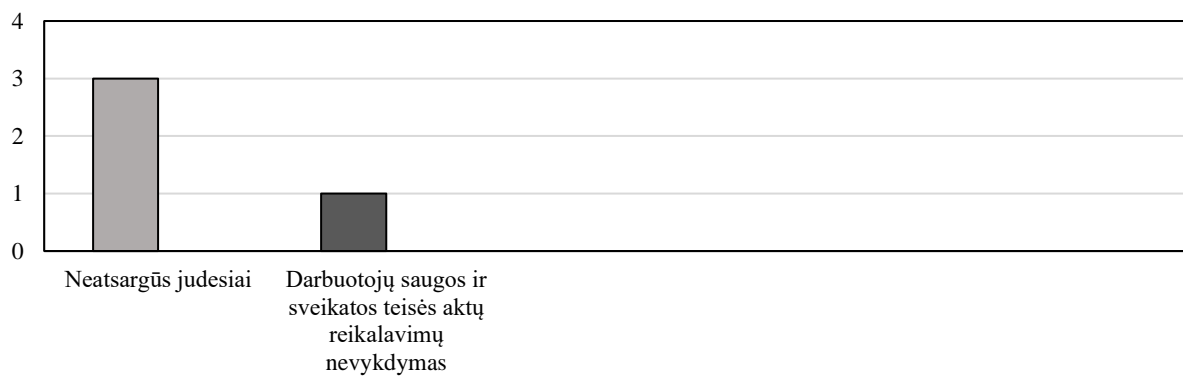 4
3
2
1
0
Neatsargūs judesiai
Darbuotojų saugos ir
sveikatos teisės aktų
reikalavimų
nevykdymas